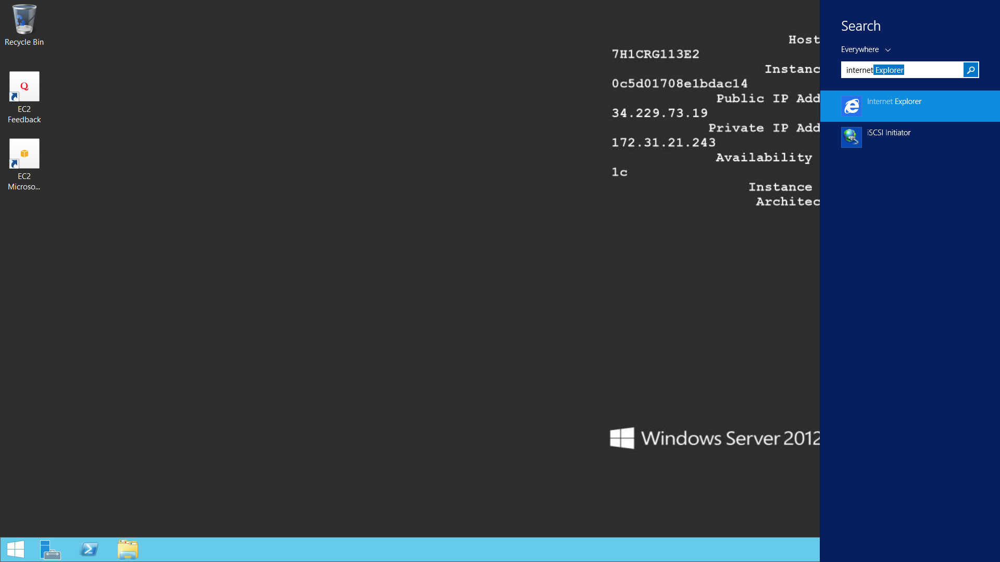 Recycle Bin
EC2
Feedback
EC2
Microso...
Host
7H1CRG113E2
Instanc
0c5d01708e1bdac14
Public IP Add
34.229.73.19
Private IP Add
172.31.21.243
Availability
1c
Instance
Architec
Windows Server 2012
Search
Everywhere
internet Explorer
Internet Explorer
iSCSI Initiator